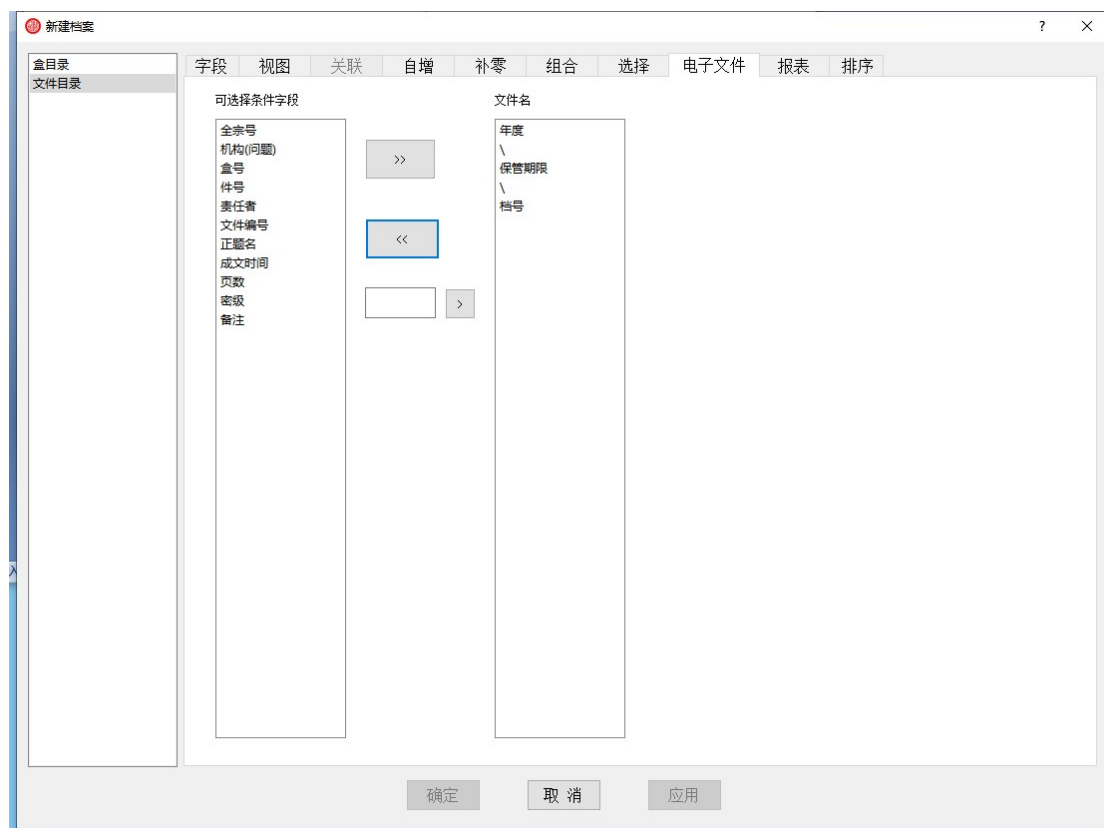 新建档案
?
×
盒目录
文件目录
字段 视图 关联 自增 补零 组合 选择 电子文件 报表 排序
可选择条件字段
文件名
全宗号
机构(问题)
盒号
件号
责任者
文件编号
正题名
成文时间
页数
密级
备注
>>
<<
>
年度
\
保管期限
\
档号
入
确定 取 消 应用